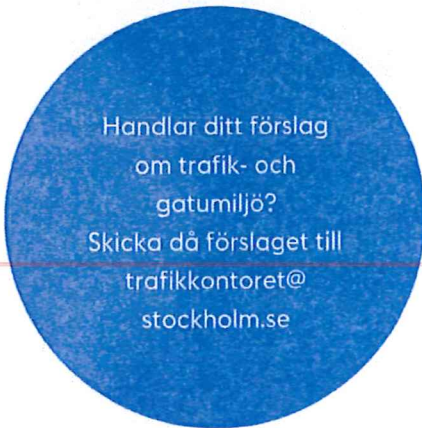 Handlar ditt förslag
om trafik- och
gatumiljö?
Skicka då förslaget till
trafikkontoret@
stockholm.se